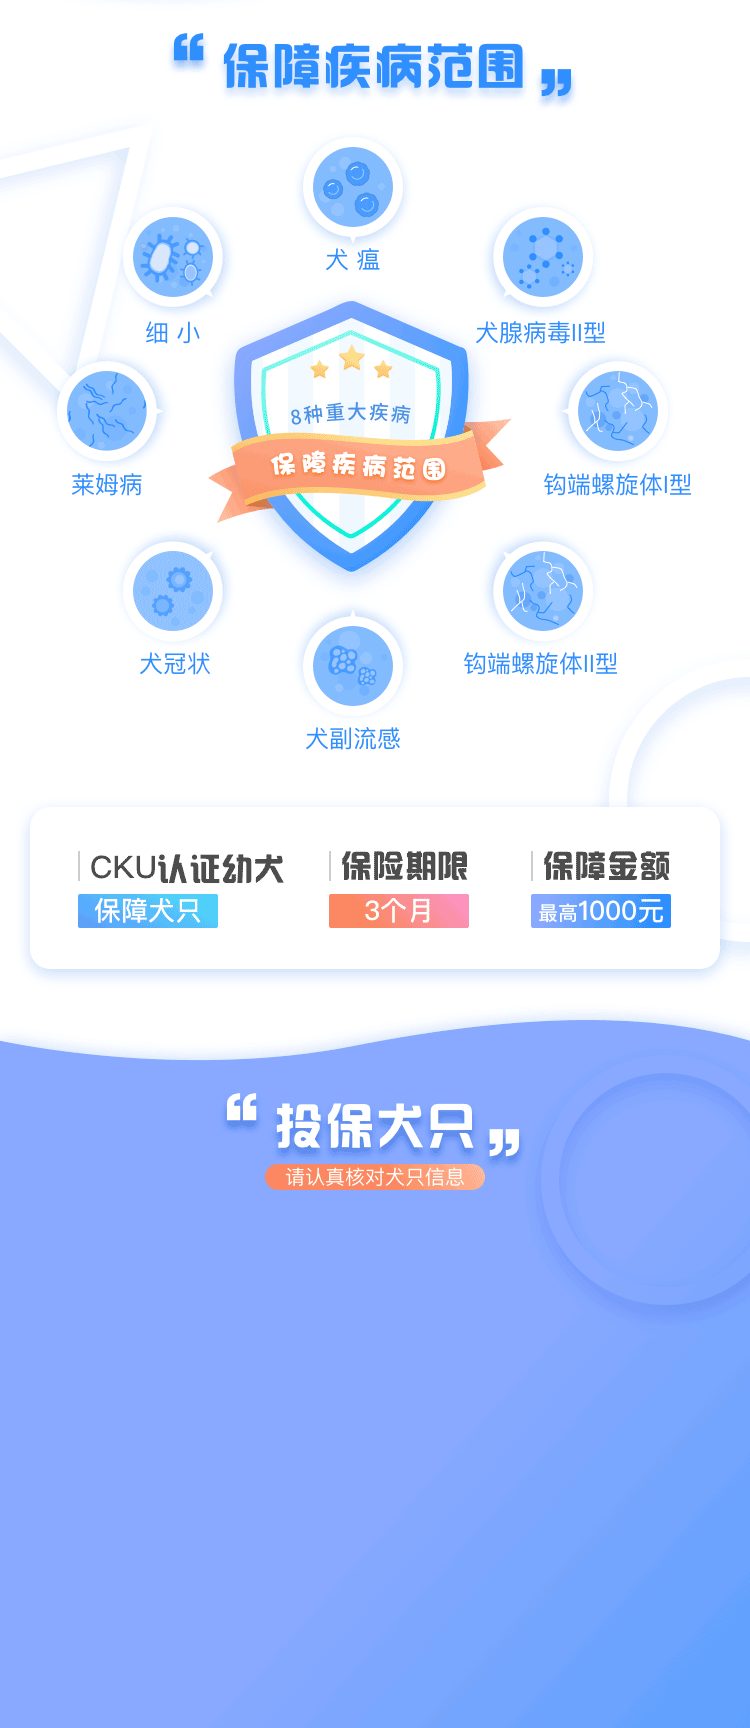 “保障疾病范围”
犬 瘟
细 小
犬腺病毒II型
莱姆病
8种重大疾病
保障疾病范围
钩端螺旋体I型
犬冠状
钩端螺旋体II型
犬副流感
CKU认证幼犬
保障犬只
保险期限
3个月
保障金额
最高1000元
“投保犬只”
请认真核对犬只信息